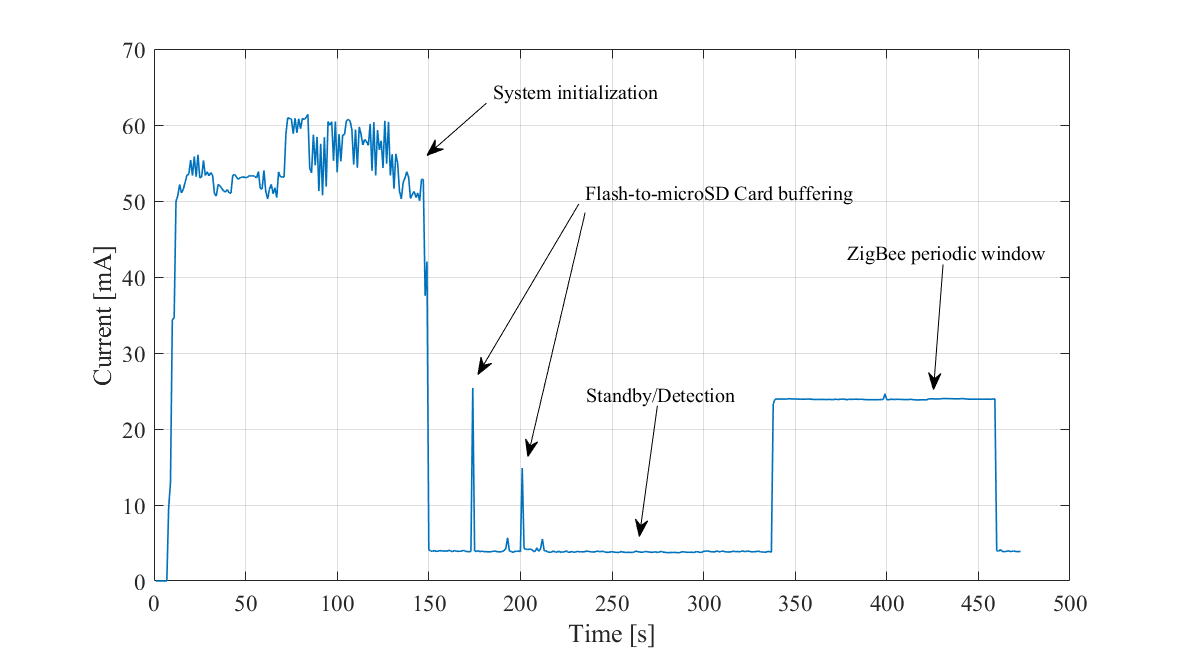 70
System initialization
60
Flash-to-microSD Card buffering
50
ZigBee periodic window
40
Current [mA]
30
Standby/Detection
20
10
0
0 50 100 150 200 250 300 350 400 450 500
Time [s]